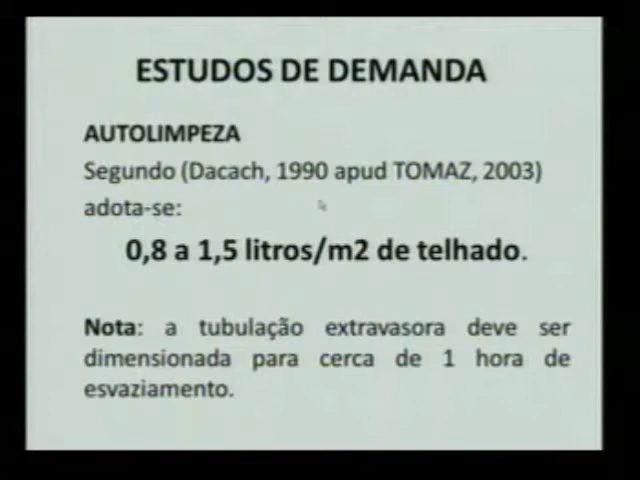 ESTUDOS DE DEMANDA
AUTOLIMPEZA
Segundo (Dacach, 1990 apud TOMAZ, 2003)
adota-se:
0,8 a 1,5 litros/m2 de telhado.
Nota: a tubulação extravasora deve ser
dimensionada para cerca de 1 hora de
esvaziamento.